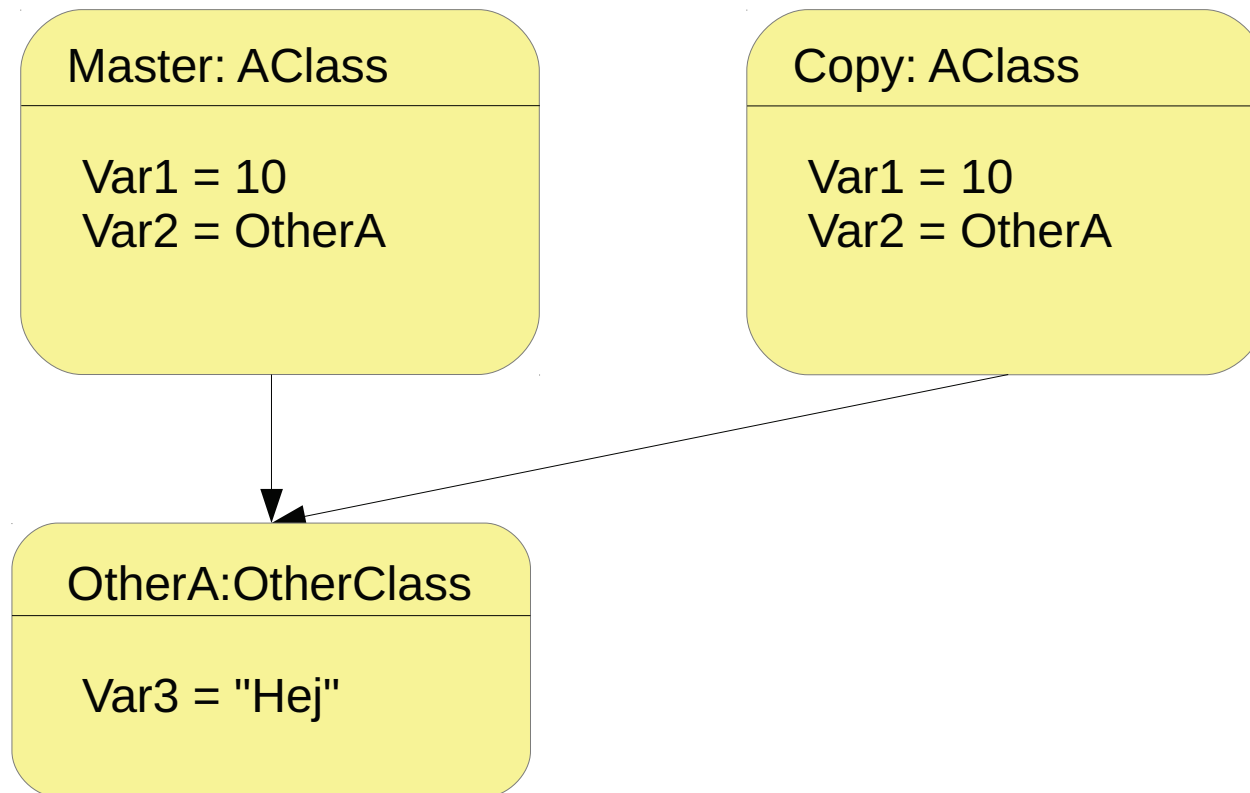 Master: AClass
Var1 = 10
Var2 = OtherA
Copy: AClass
Var1 = 10
Var2 = OtherA
OtherA:OtherClass
Var3 = "Hej"